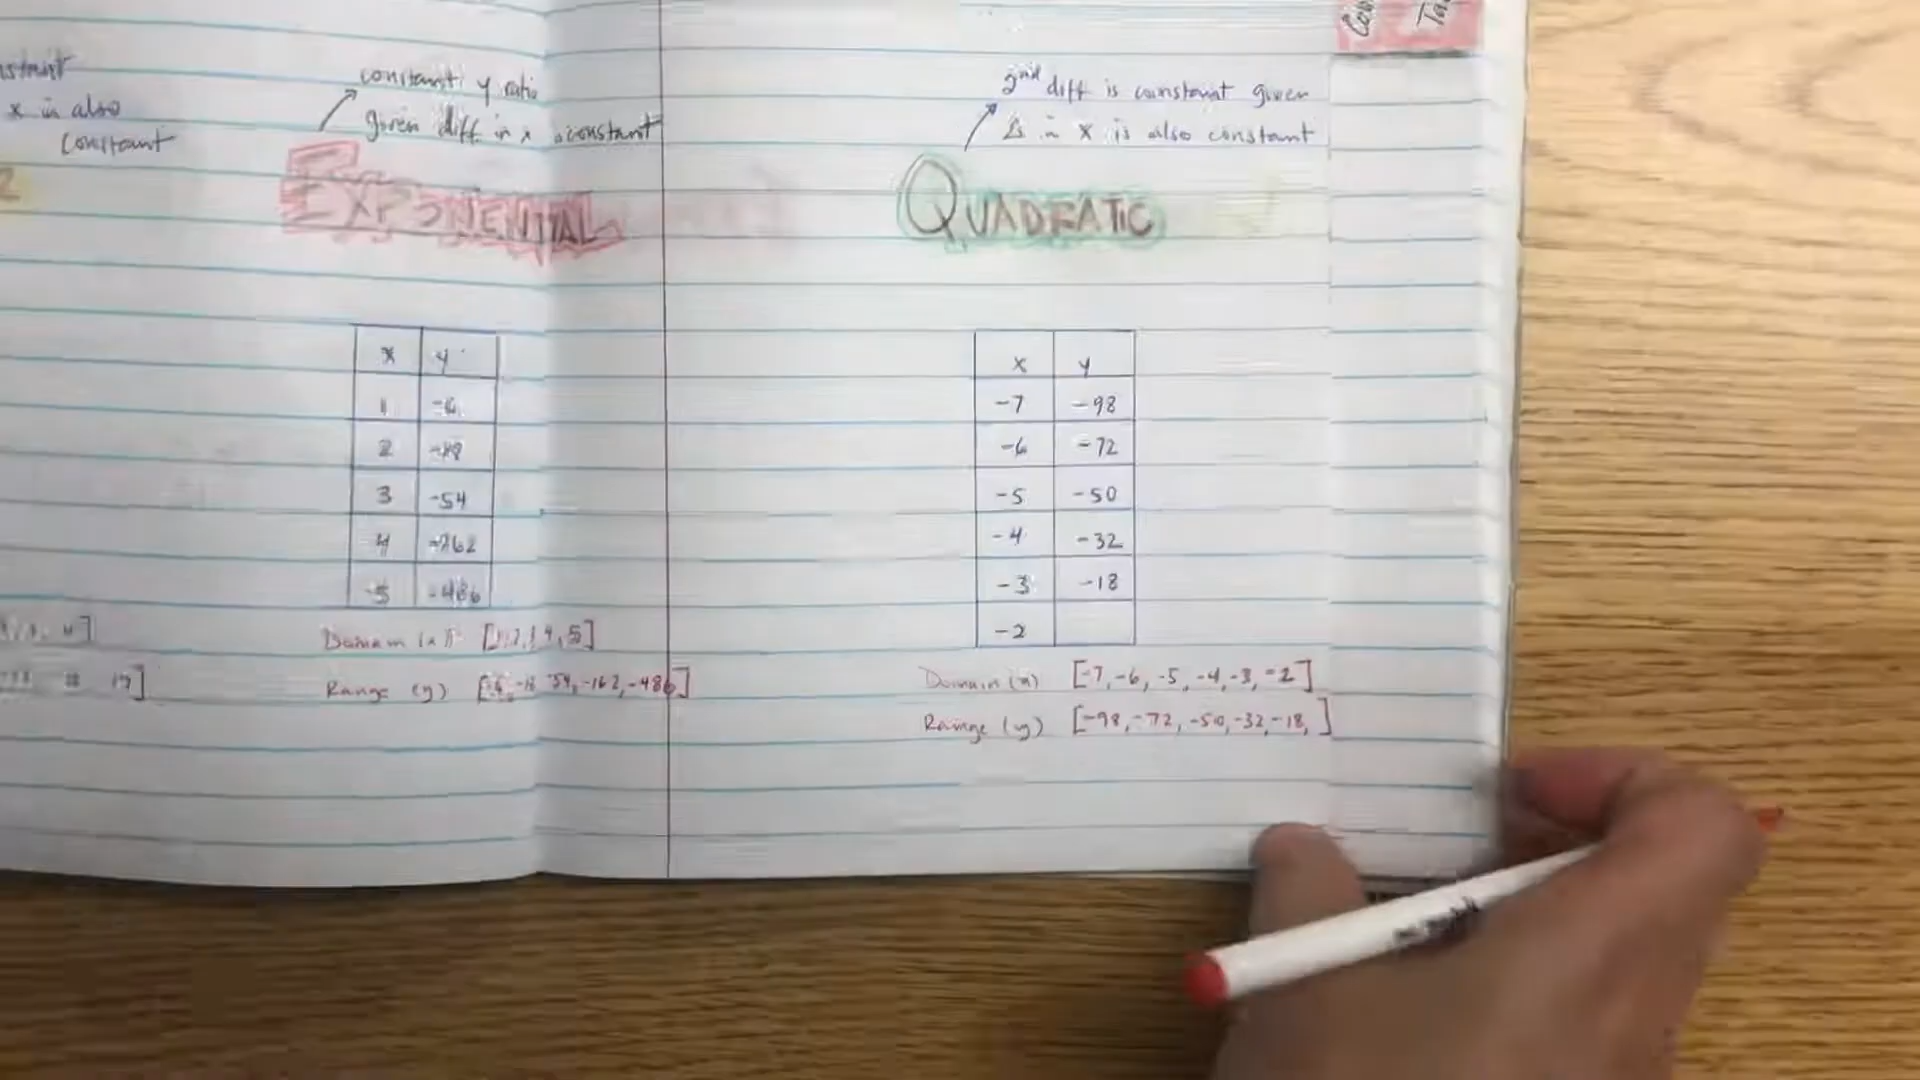 x is also
constant
constant y ratio
given diff in x constant
EXPONENTIAL
x y
1 -6
2 -18
3 -54
4 -162
5 -486
Domain (x) [1,2,3,4,5]
Range (y) [-6,-18,-54,-162,-486]
2nd diff is constant given
Δs in x is also constant
QUADRATIC
x y
-7 -98
-6 -72
-5 -50
-4 -32
-3 -18
-2
Domain (x) [-7,-6,-5,-4,-3,-2]
Range (y) [-98,-72,-50,-32,-18, ]